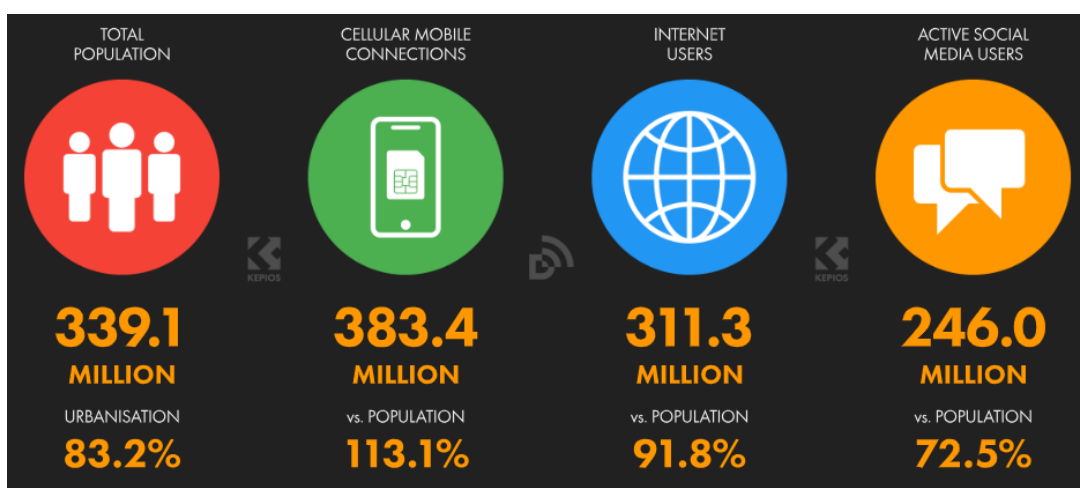 TOTAL
POPULATION
CELLULAR MOBILE
CONNECTIONS
INTERNET
USERS
ACTIVE SOCIAL
MEDIA USERS
KEPIOS
KEPIOS
339.1
MILLION
URBANISATION
83.2%
383.4
MILLION
vs. POPULATION
113.1%
311.3
MILLION
vs. POPULATION
91.8%
246.0
MILLION
vs. POPULATION
72.5%